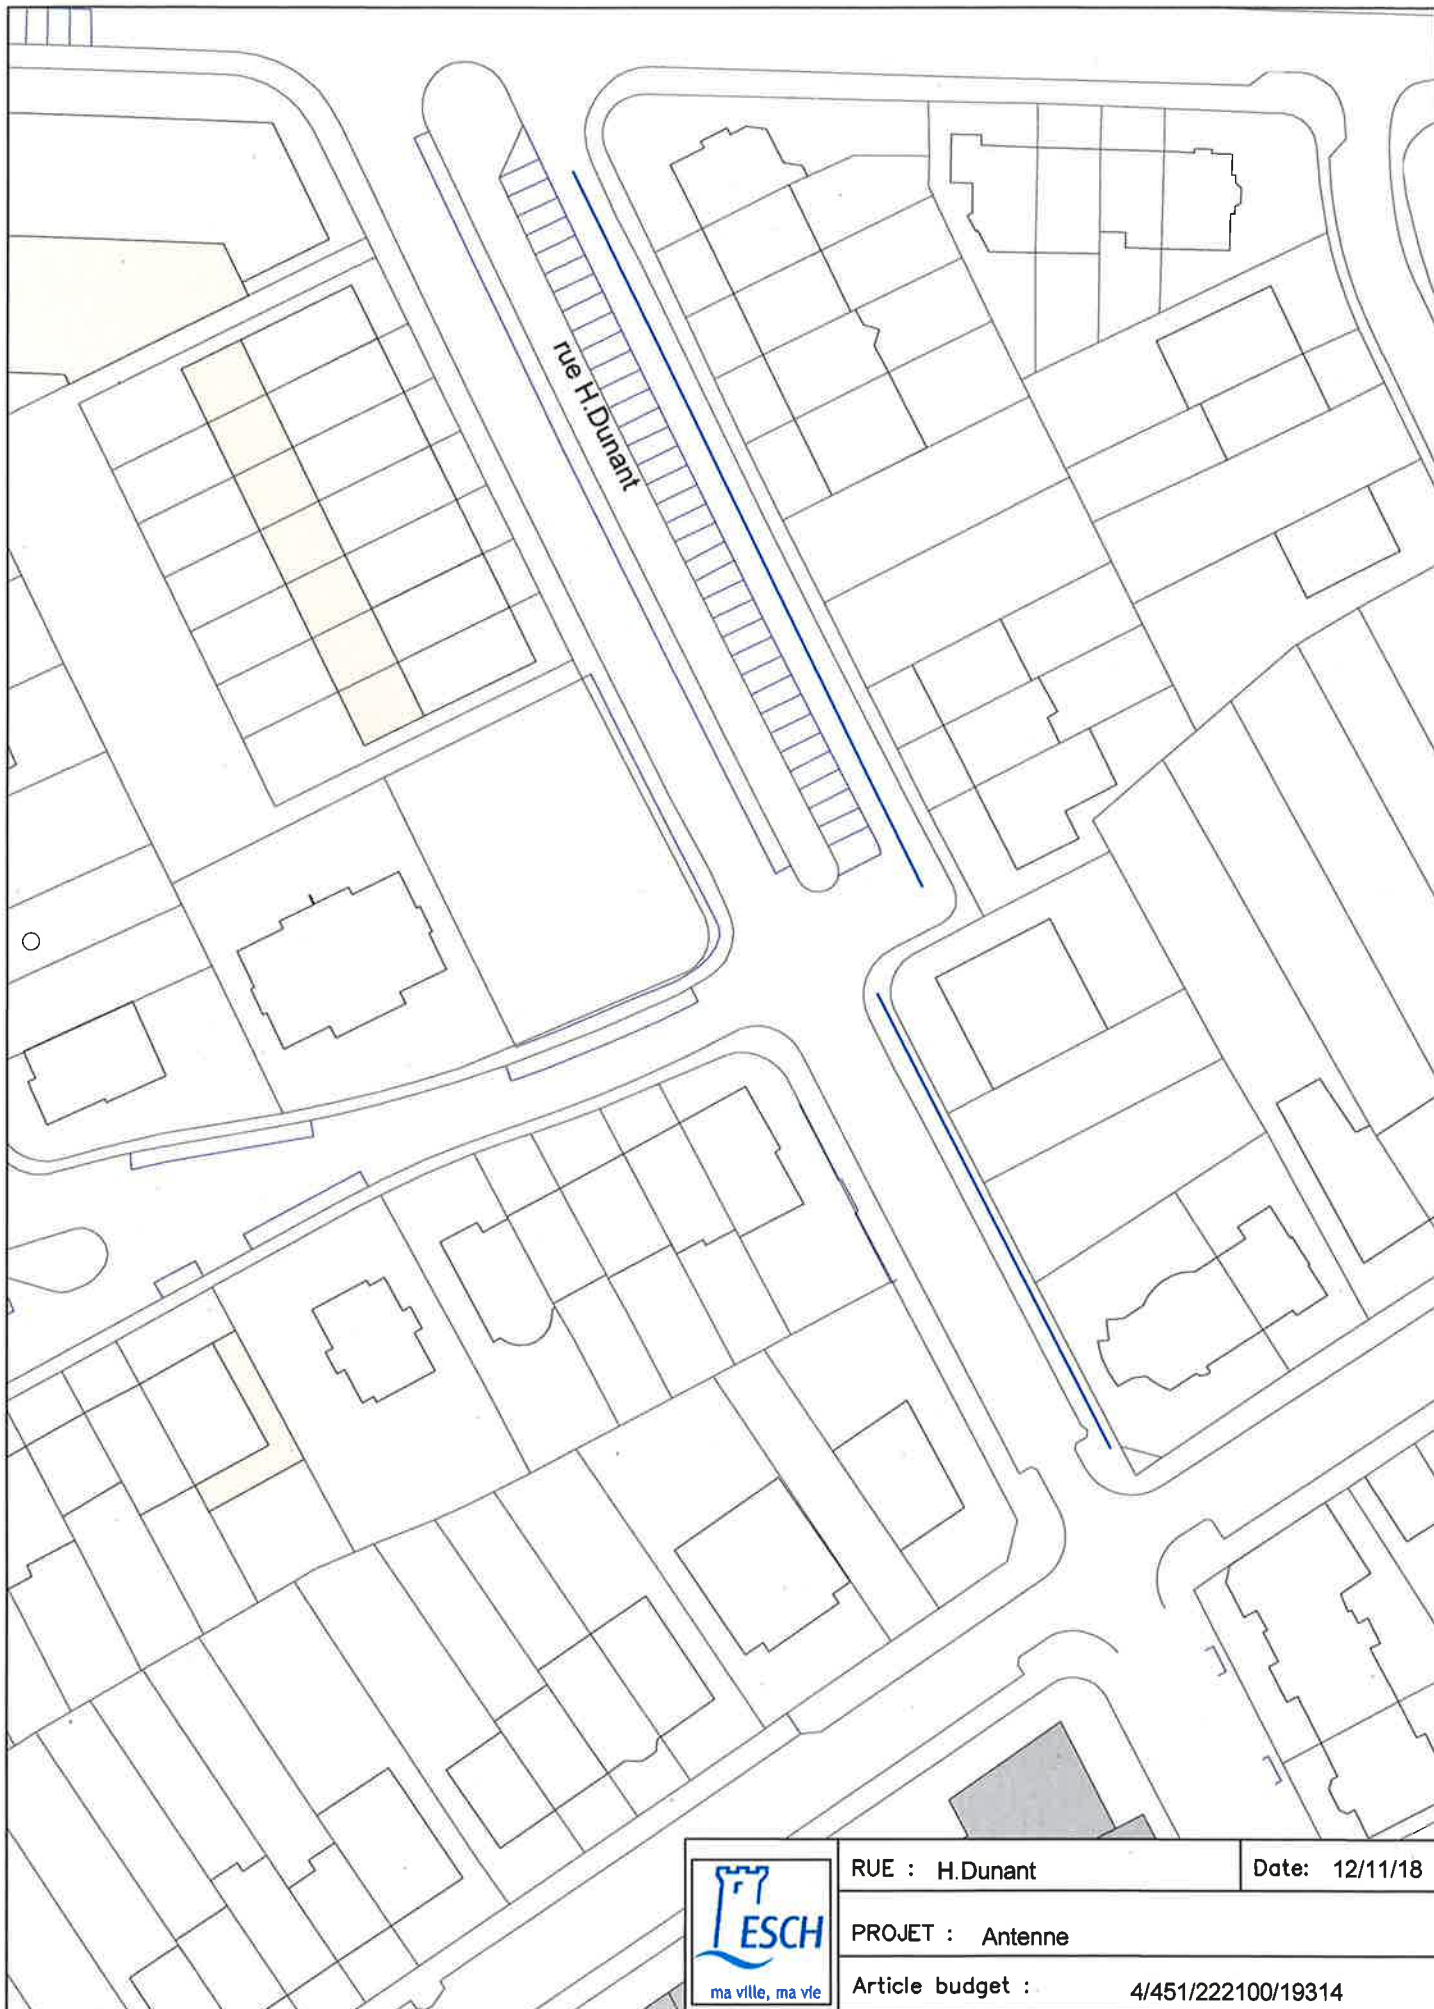 rue H.Dunant
RUE : H.Dunant
Date: 12/11/18
ESCH
ma ville, ma vie
PROJET : Antenne
Article budget : 4/451/222100/19314